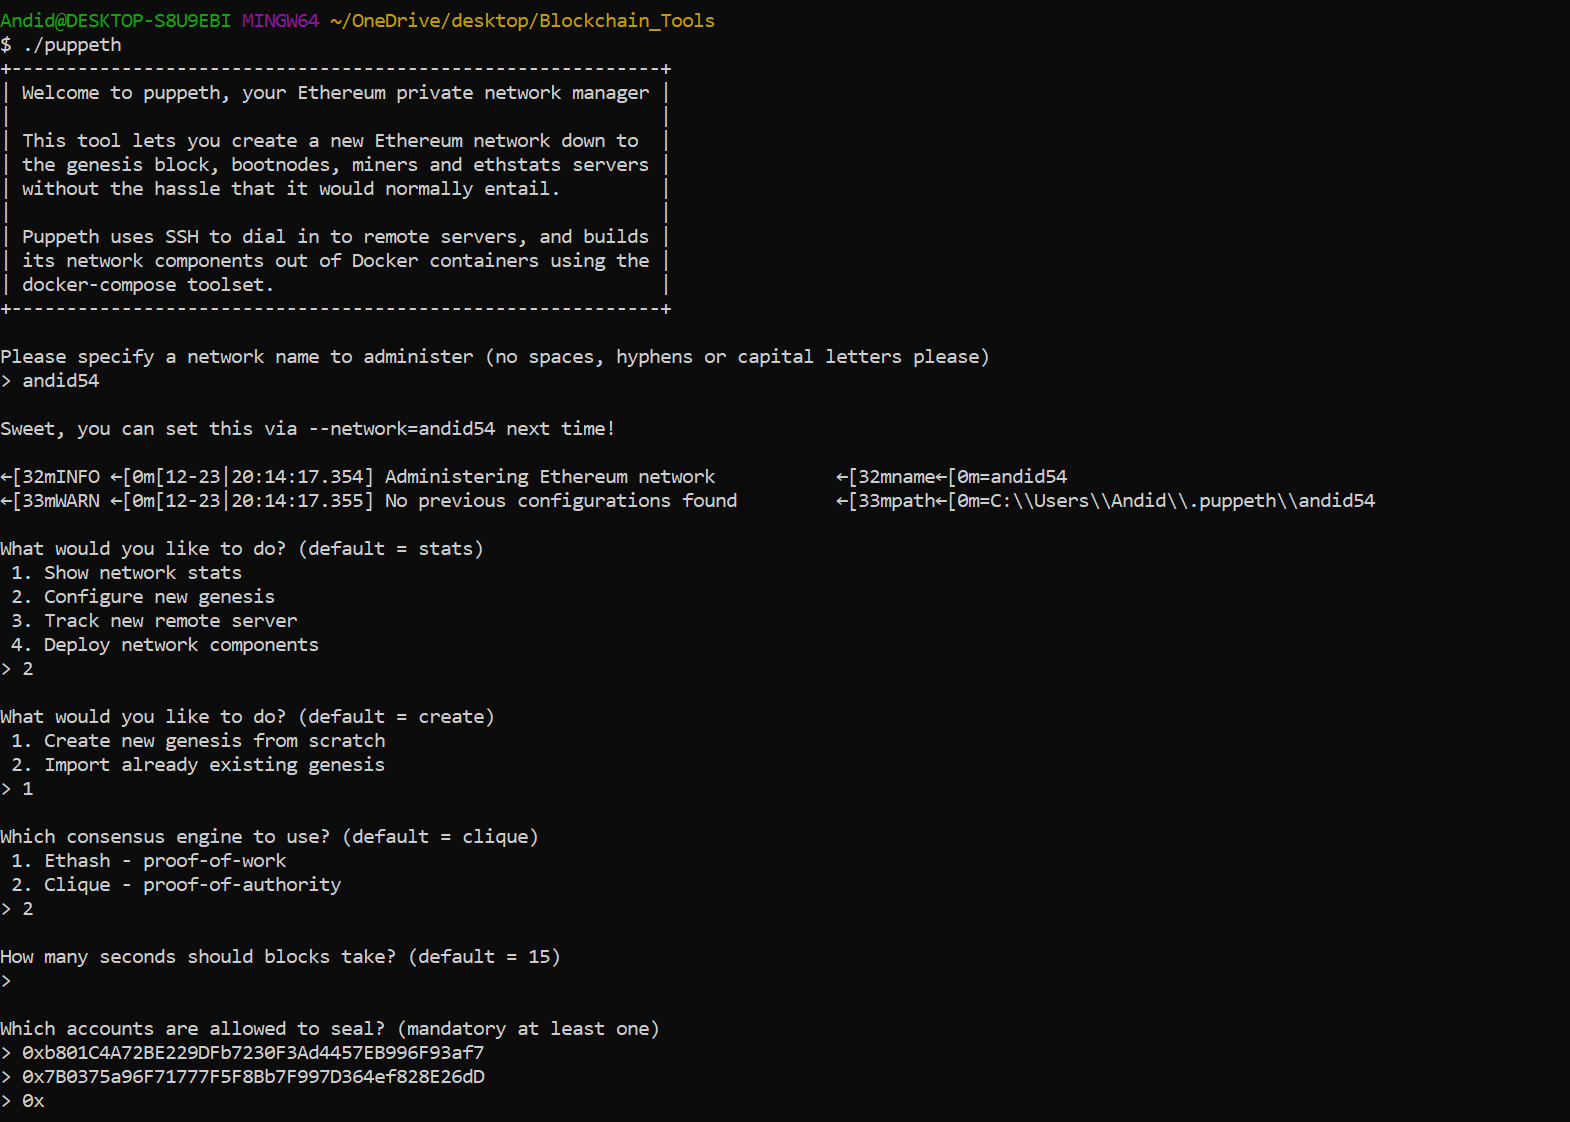 Andid@DESKTOP-S8U9EBI MINGW64 ~/OneDrive/desktop/Blockchain_Tools
$ ./puppeth
+-----------------------------------------------------------+
| Welcome to puppeth, your Ethereum private network manager |
|                                                           |
| This tool lets you create a new Ethereum network down to  |
| the genesis block, bootnodes, miners and ethstats servers |
| without the hassle that it would normally entail.         |
|                                                           |
| Puppeth uses SSH to dial in to remote servers, and builds |
| its network components out of Docker containers using the |
| docker-compose toolset.                                   |
+-----------------------------------------------------------+

Please specify a network name to administer (no spaces, hyphens or capital letters please)
> andid54

Sweet, you can set this via --network=andid54 next time!

←[32mINFO ←[0m[12-23|20:14:17.354] Administering Ethereum network           ←[32mname←[0m=andid54
←[33mWARN ←[0m[12-23|20:14:17.355] No previous configurations found         ←[33mpath←[0m=C:\\Users\\Andid\\.puppeth\\andid54

What would you like to do? (default = stats)
 1. Show network stats
 2. Configure new genesis
 3. Track new remote server
 4. Deploy network components
> 2

What would you like to do? (default = create)
 1. Create new genesis from scratch
 2. Import already existing genesis
> 1

Which consensus engine to use? (default = clique)
 1. Ethash - proof-of-work
 2. Clique - proof-of-authority
> 2

How many seconds should blocks take? (default = 15)
>

Which accounts are allowed to seal? (mandatory at least one)
> 0xb801C4A72BE229DFb7230F3Ad4457EB996F93af7
> 0x7B0375a96F71777F5F8Bb7F997D364ef828E26dD
> 0x